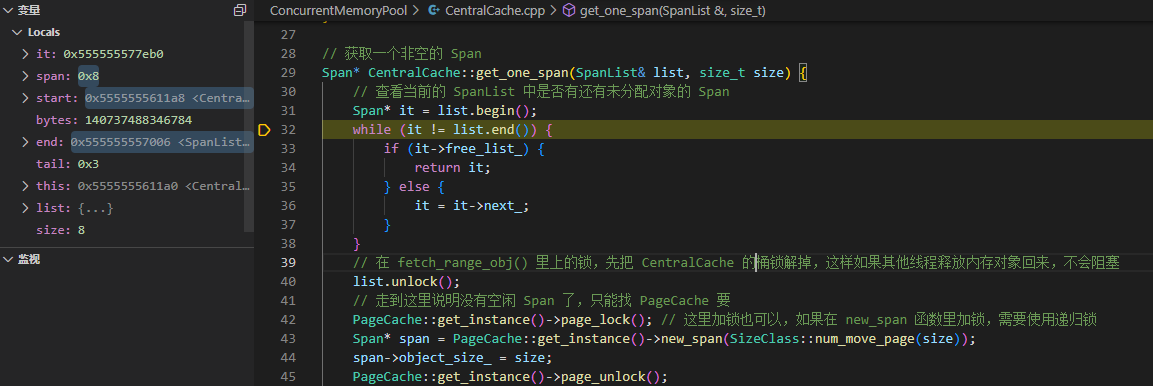 变量
Locals
it: 0x555555577eb0
span: 0x8
start: 0x5555555611a8 <Centra…
bytes: 140737488346784
end: 0x555555557006 <SpanList…
tail: 0x3
this: 0x5555555611a0 <Central…
list: {...}
size: 8
监视
ConcurrentMemoryPool > CentralCache.cpp > get_one_span(SpanList &, size_t)
27
28 // 获取一个非空的 Span
29 Span* CentralCache::get_one_span(SpanList& list, size_t size) {
30 // 查看当前的 SpanList 中是否有还有未分配对象的 Span
31 Span* it = list.begin();
32 while (it != list.end()) {
33 if (it->free_list_) {
34 return it;
35 } else {
36 it = it->next_;
37 }
38 }
39 // 在 fetch_range_obj() 里上的锁，先把 CentralCache 的桶锁解掉，这样如果其他线程释放内存对象回来，不会阻塞
40 list.unlock();
41 // 走到这里说明没有空闲 Span 了，只能找 PageCache 要
42 PageCache::get_instance()->page_lock(); // 这里加锁也可以，如果在 new_span 函数里加锁，需要使用递归锁
43 Span* span = PageCache::get_instance()->new_span(SizeClass::num_move_page(size));
44 span->object_size_ = size;
45 PageCache::get_instance()->page_unlock();